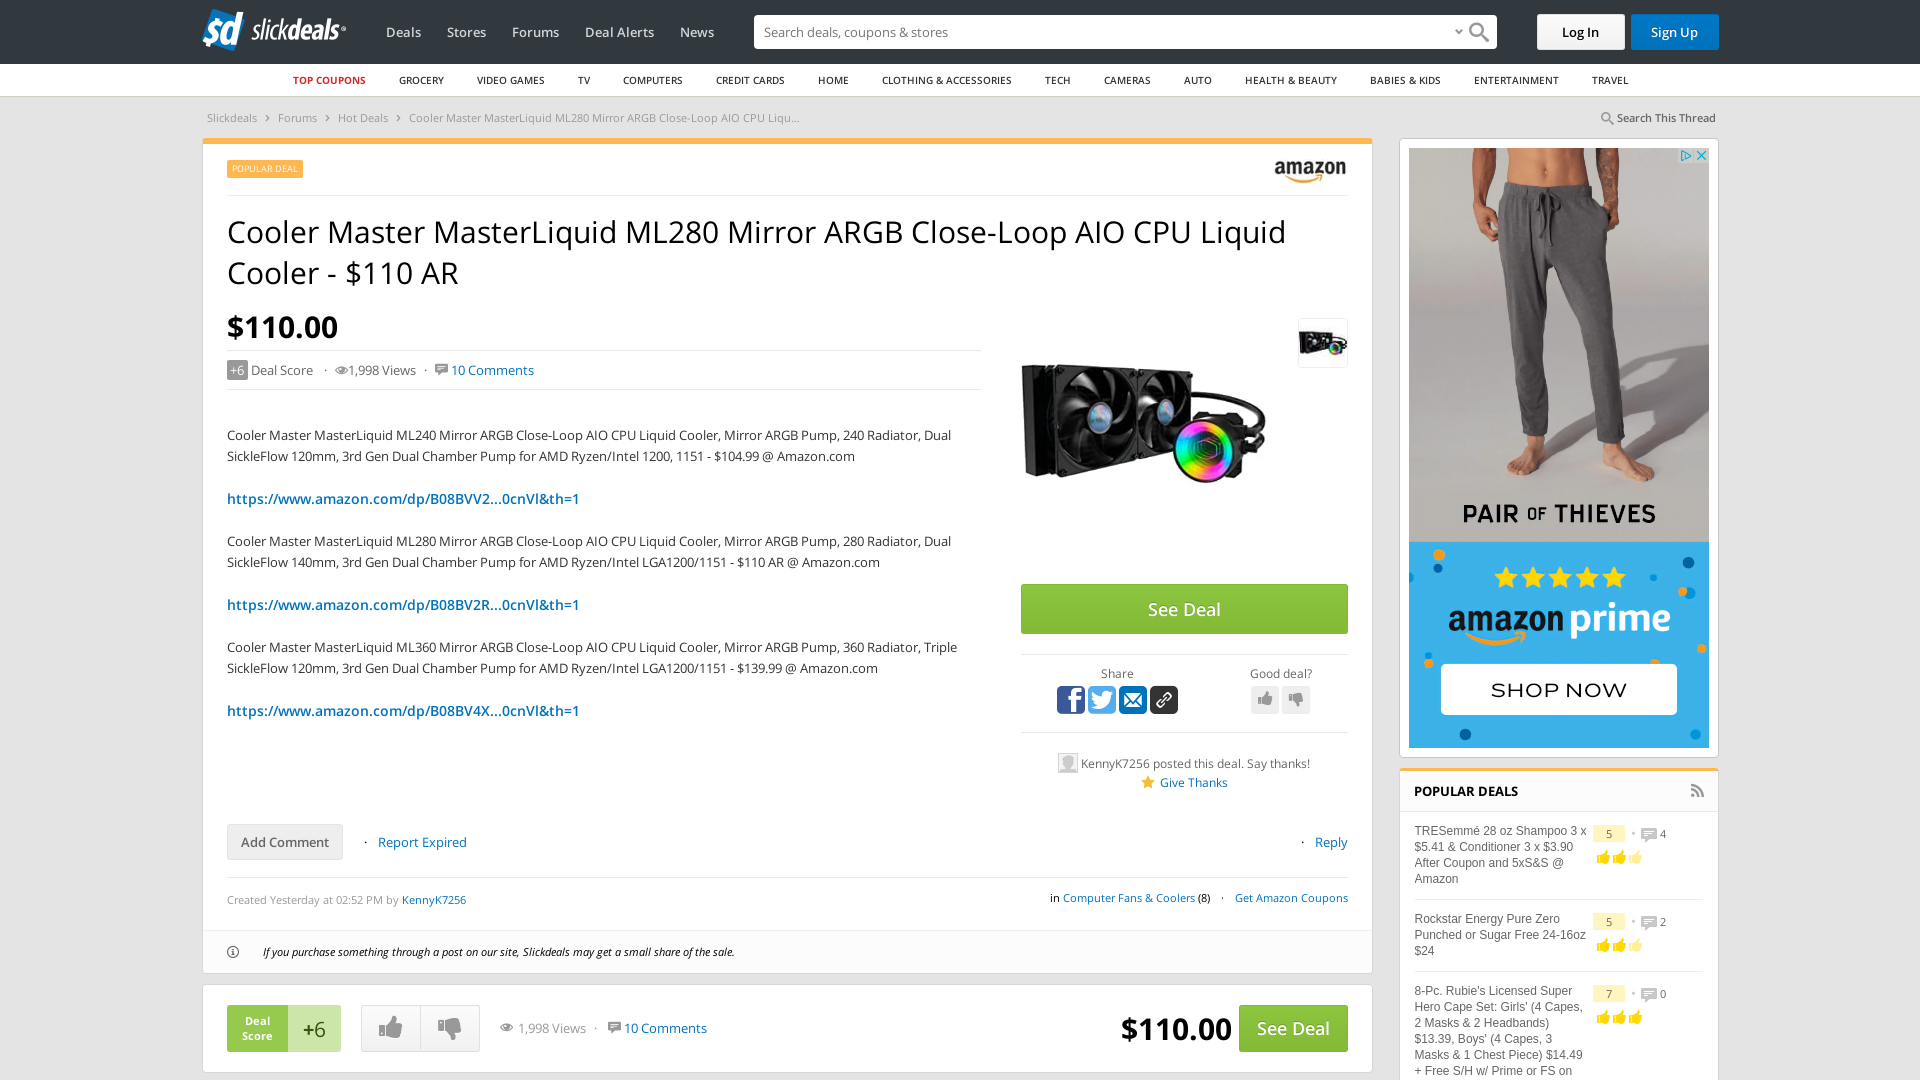 slickdeals
Deals
Stores
Forums
Deal Alerts
News
Search deals, coupons & stores
Log In
Sign Up
TOP COUPONS
GROCERY
VIDEO GAMES
TV
COMPUTERS
CREDIT CARDS
HOME
CLOTHING & ACCESSORIES
TECH
CAMERAS
AUTO
HEALTH & BEAUTY
BABIES & KIDS
ENTERTAINMENT
TRAVEL
Slickdeals › Forums › Hot Deals › Cooler Master MasterLiquid ML280 Mirror ARGB Close-Loop AIO CPU Liqu...
Search This Thread
POPULAR DEAL
amazon
Cooler Master MasterLiquid ML280 Mirror ARGB Close-Loop AIO CPU Liquid
Cooler - $110 AR
$110.00
+6 Deal Score · 1,998 Views · 10 Comments
Cooler Master MasterLiquid ML240 Mirror ARGB Close-Loop AIO CPU Liquid Cooler, Mirror ARGB Pump, 240 Radiator, Dual
SickleFlow 120mm, 3rd Gen Dual Chamber Pump for AMD Ryzen/Intel 1200, 1151 - $104.99 @ Amazon.com
https://www.amazon.com/dp/B08BVV2...0cnVl&th=1
Cooler Master MasterLiquid ML280 Mirror ARGB Close-Loop AIO CPU Liquid Cooler, Mirror ARGB Pump, 280 Radiator, Dual
SickleFlow 140mm, 3rd Gen Dual Chamber Pump for AMD Ryzen/Intel LGA1200/1151 - $110 AR @ Amazon.com
https://www.amazon.com/dp/B08BV2R...0cnVl&th=1
Cooler Master MasterLiquid ML360 Mirror ARGB Close-Loop AIO CPU Liquid Cooler, Mirror ARGB Pump, 360 Radiator, Triple
SickleFlow 120mm, 3rd Gen Dual Chamber Pump for AMD Ryzen/Intel LGA1200/1151 - $139.99 @ Amazon.com
https://www.amazon.com/dp/B08BV4X...0cnVl&th=1
See Deal
Share
Good deal?
KennyK7256 posted this deal. Say thanks!
Give Thanks
Add Comment · Report Expired
· Reply
Created Yesterday at 02:52 PM by KennyK7256
in Computer Fans & Coolers (8) · Get Amazon Coupons
If you purchase something through a post on our site, Slickdeals may get a small share of the sale.
Deal
Score
+6
1,998 Views · 10 Comments
$110.00
See Deal
PAIR OF THIEVES
amazon prime
SHOP NOW
POPULAR DEALS
TRESemmé 28 oz Shampoo 3 x
$5.41 & Conditioner 3 x $3.90
After Coupon and 5xS&S @
Amazon
5 · 4
Rockstar Energy Pure Zero
Punched or Sugar Free 24-16oz
$24
5 · 2
8-Pc. Rubie's Licensed Super
Hero Cape Set: Girls' (4 Capes,
2 Masks & 2 Headbands)
$13.39, Boys' (4 Capes, 3
Masks & 1 Chest Piece) $14.49
+ Free S/H w/ Prime or FS on
7 · 0